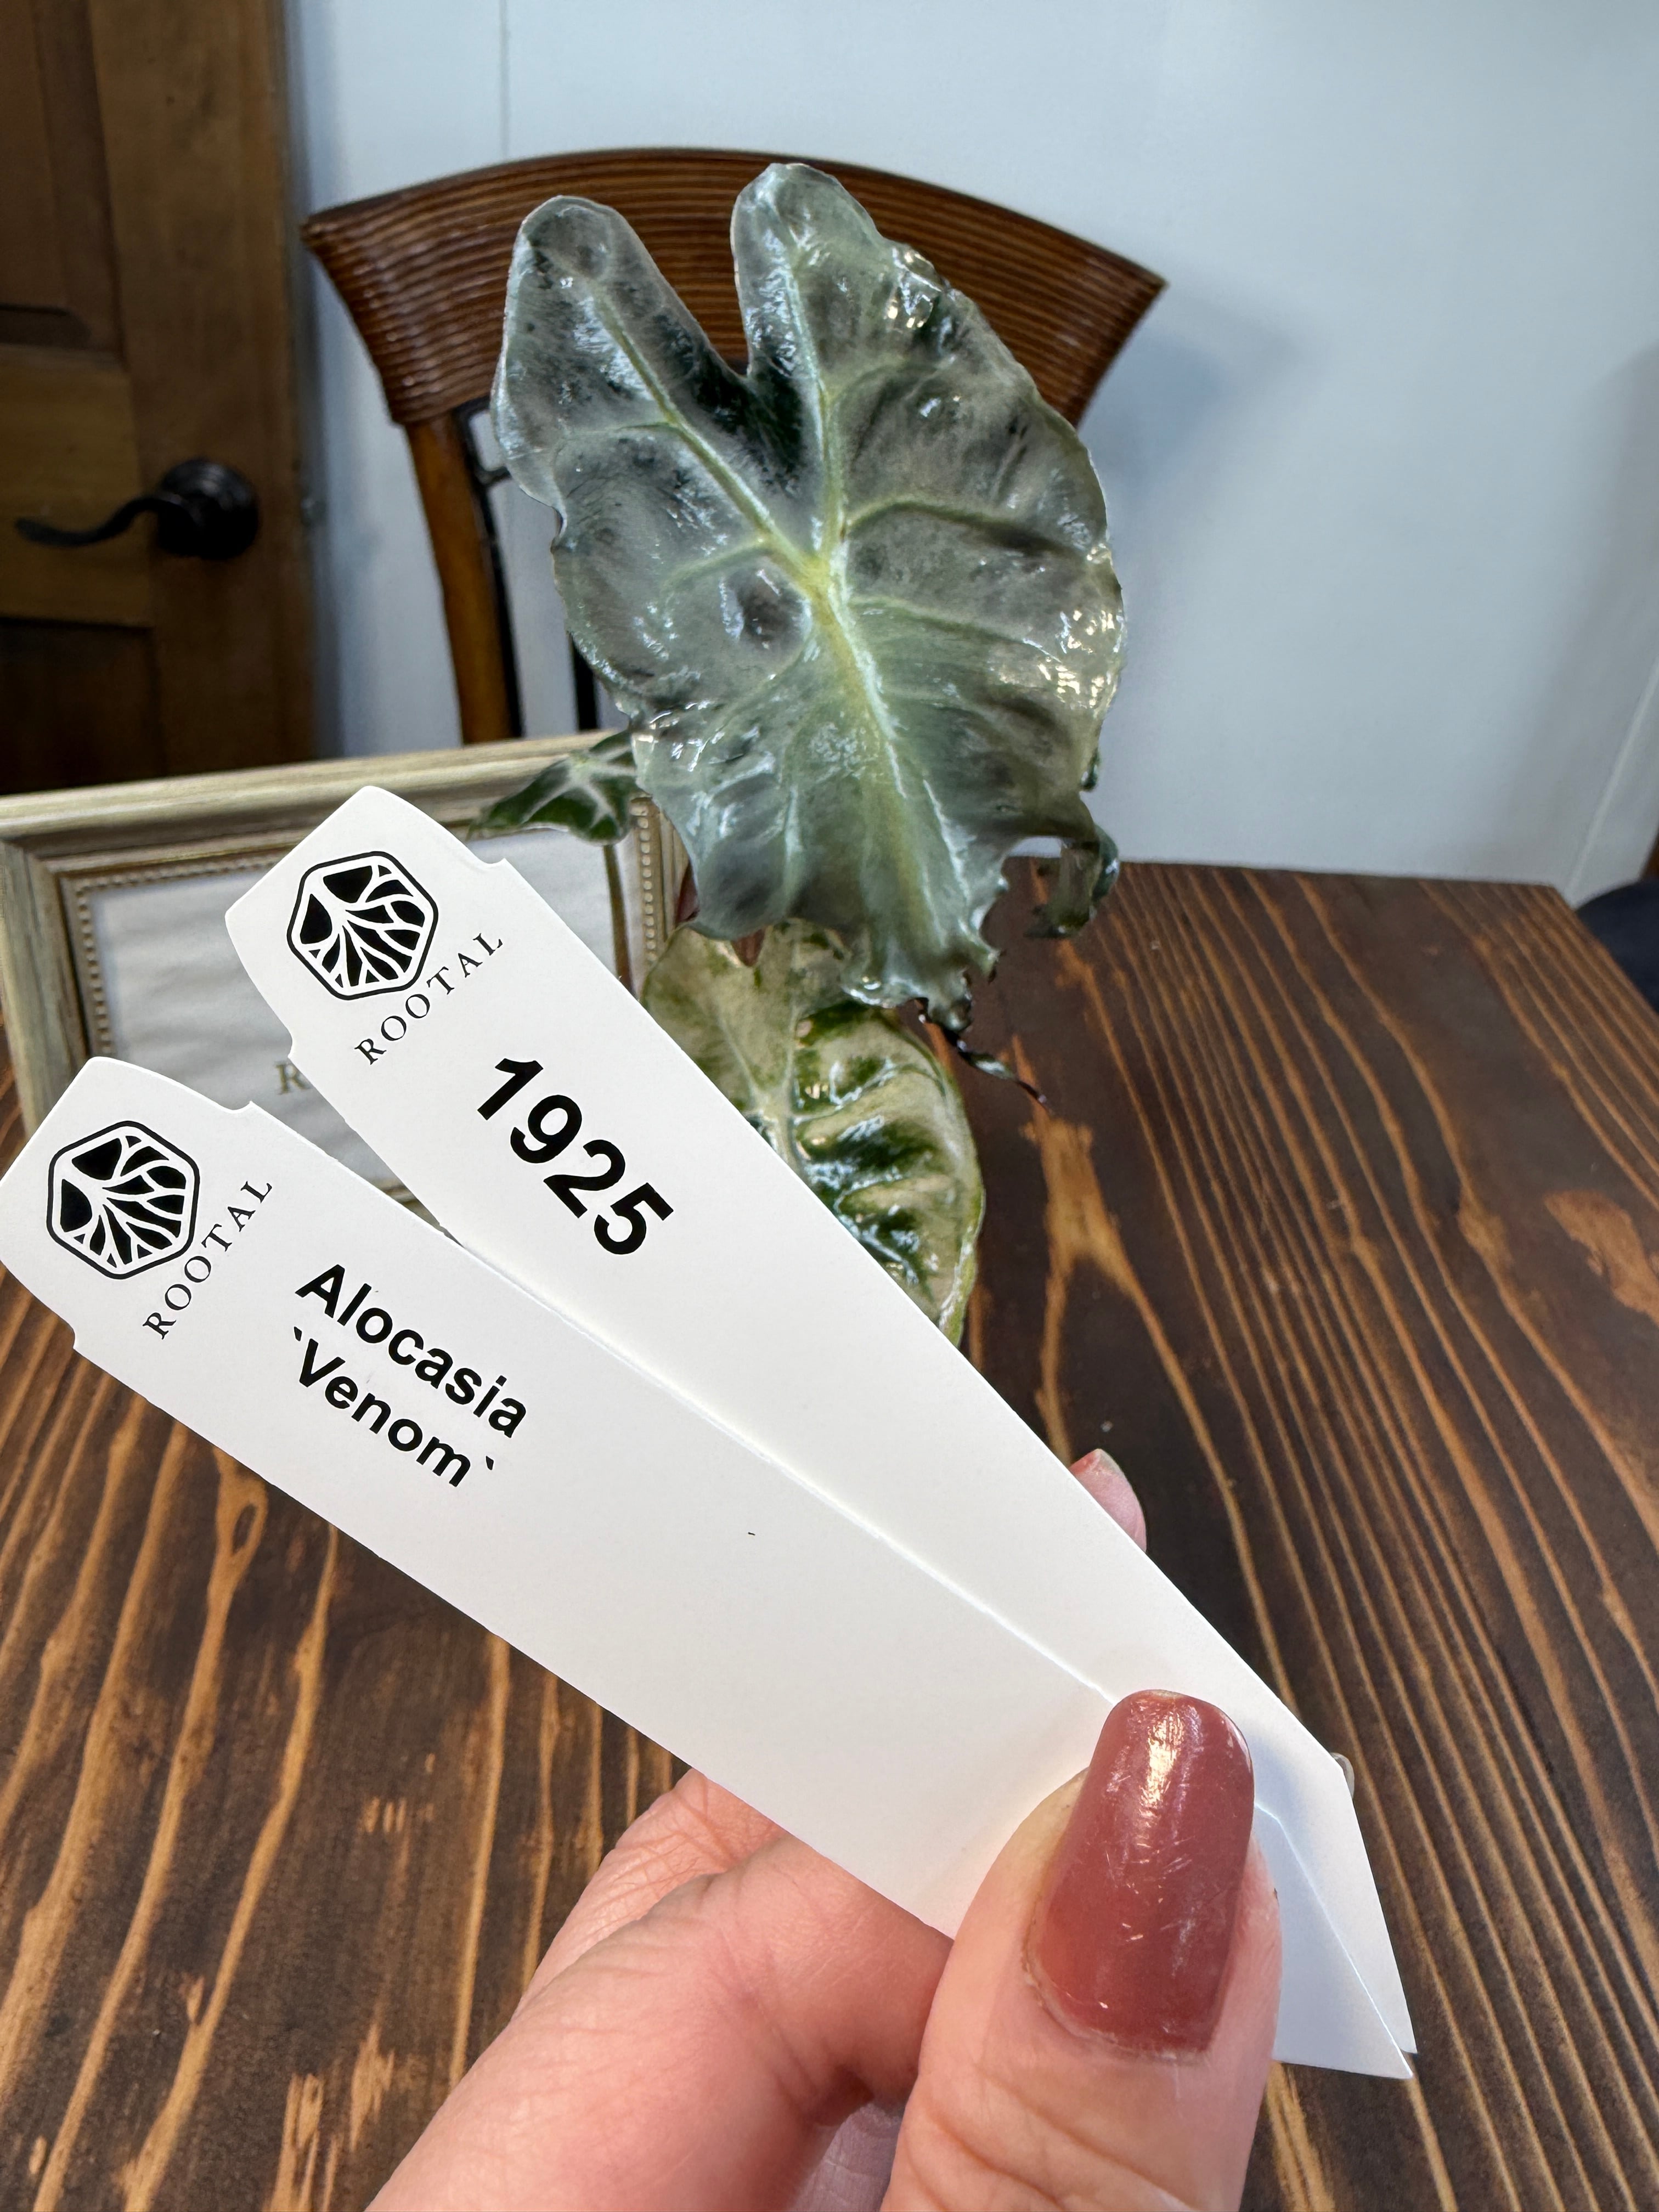 ROOTAL
1925
ROOTAL
Alocasia
`Venom`
R